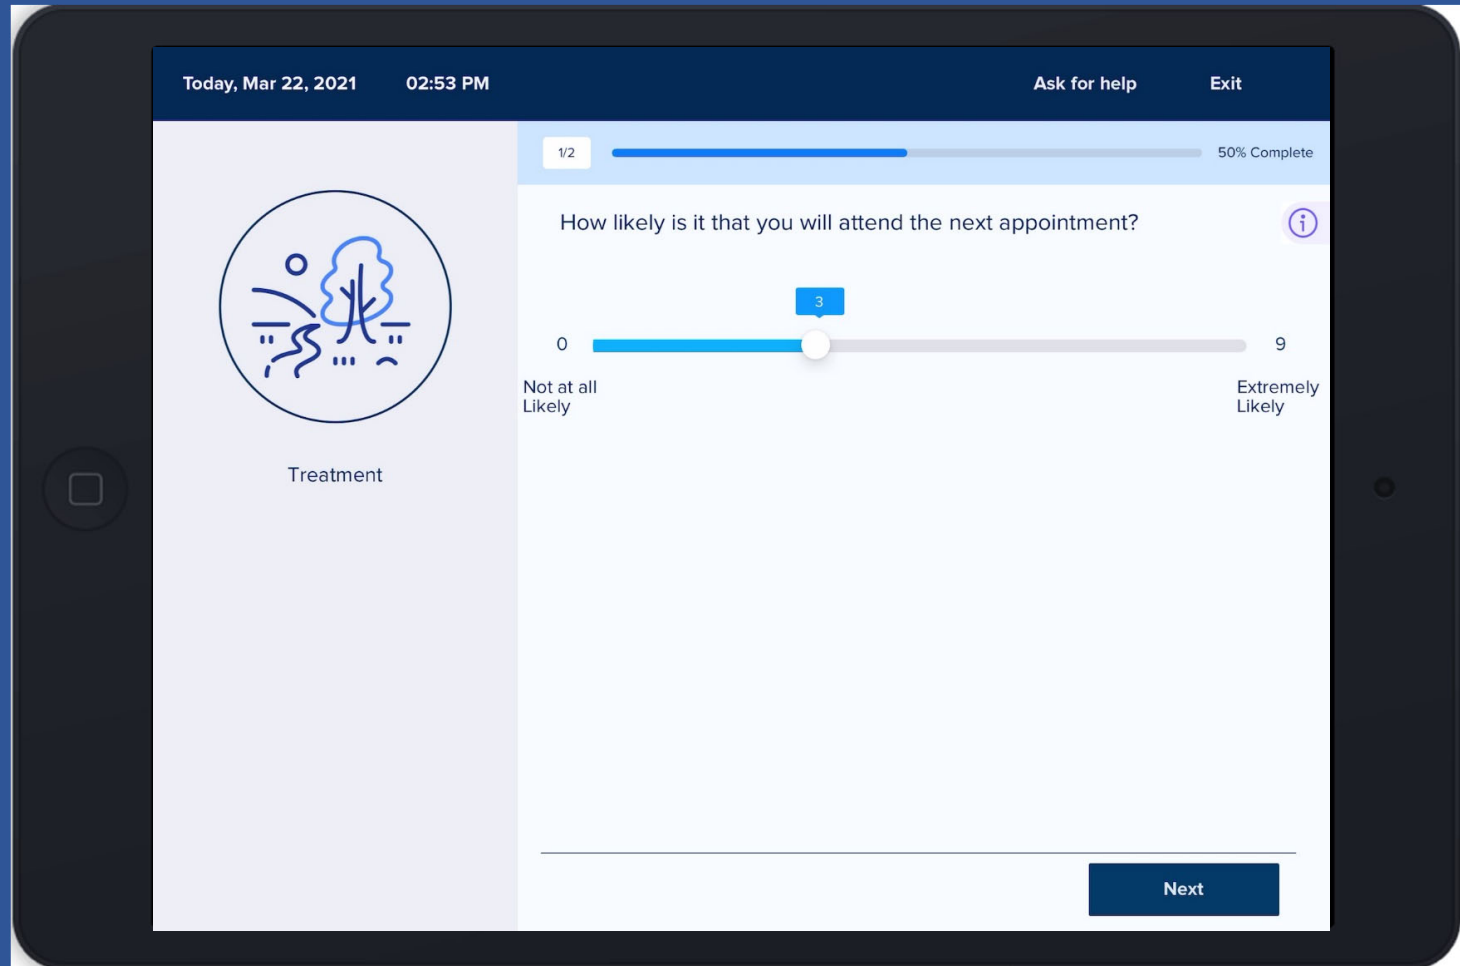 Today, Mar 22, 2021 02:53 PM Ask for help Exit
1/2 50% Complete
How likely is it that you will attend the next appointment?
3
0 9
Not at all
Likely
Extremely
Likely
Treatment
Next